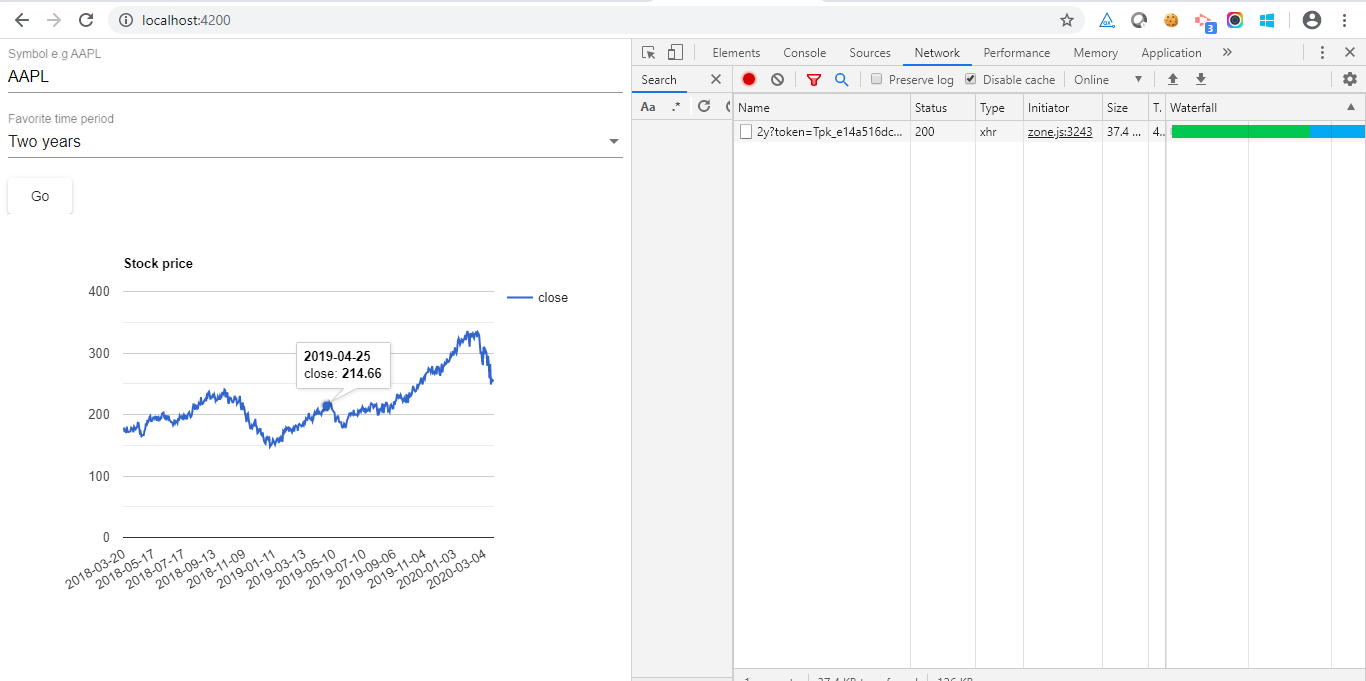 localhost:4200
3
Symbol e.g AAPL
AAPL
Favorite time period
Two years
Go
Stock price
400
300
200
100
0
close
2019-04-25
close: 214.66
2018-03-20
2018-05-17
2018-07-17
2018-09-13
2018-11-09
2019-01-11
2019-03-13
2019-05-10
2019-07-10
2019-09-06
2019-11-04
2020-01-03
2020-03-04
Elements Console Sources Network Performance Memory Application »
Search
Preserve log Disable cache Online
Aa .*
Name Status Type Initiator Size T. Waterfall
2y?token=Tpk_e14a516dc... 200 xhr zone.js:3243 37.4 ... 4..